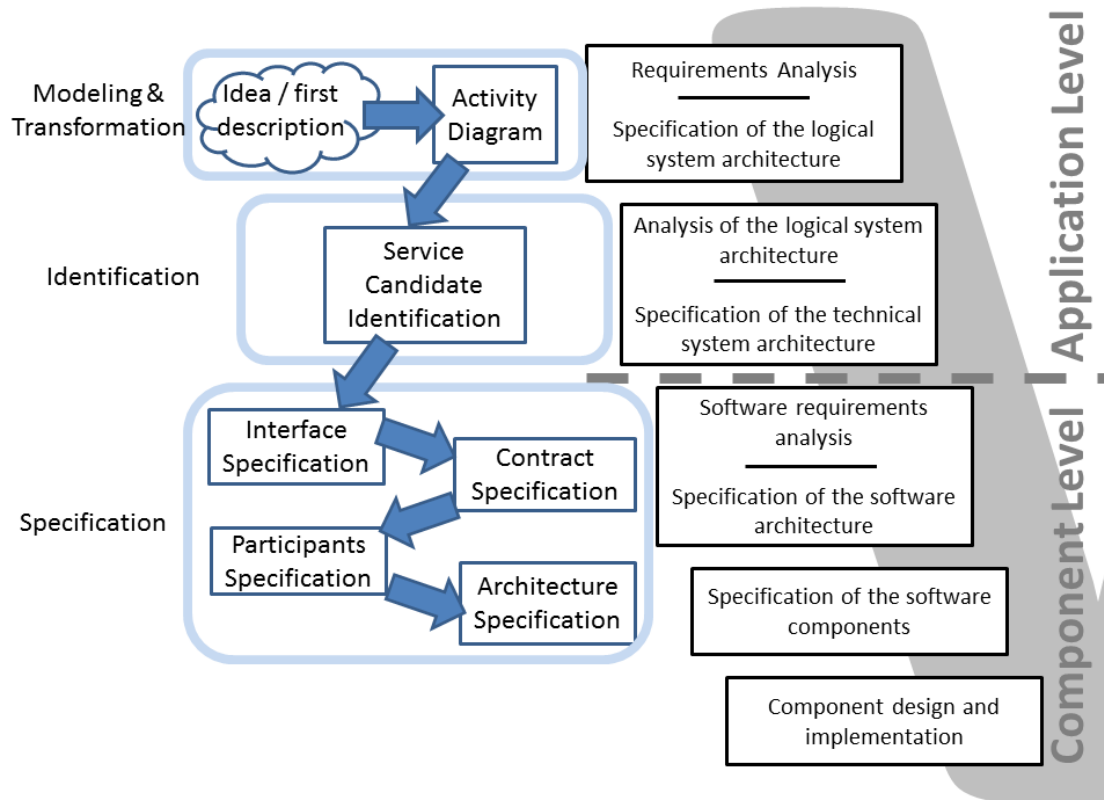 Modeling &
Transformation
Idea / first
description
Activity
Diagram
Requirements Analysis
Specification of the logical
system architecture
Identification
Service
Candidate
Identification
Analysis of the logical system
architecture
Specification of the technical
system architecture
Application Level
Specification
Interface
Specification
Contract
Specification
Participants
Specification
Architecture
Specification
Software requirements
analysis
Specification of the software
architecture
Specification of the software
components
Component design and
implementation
Component Level